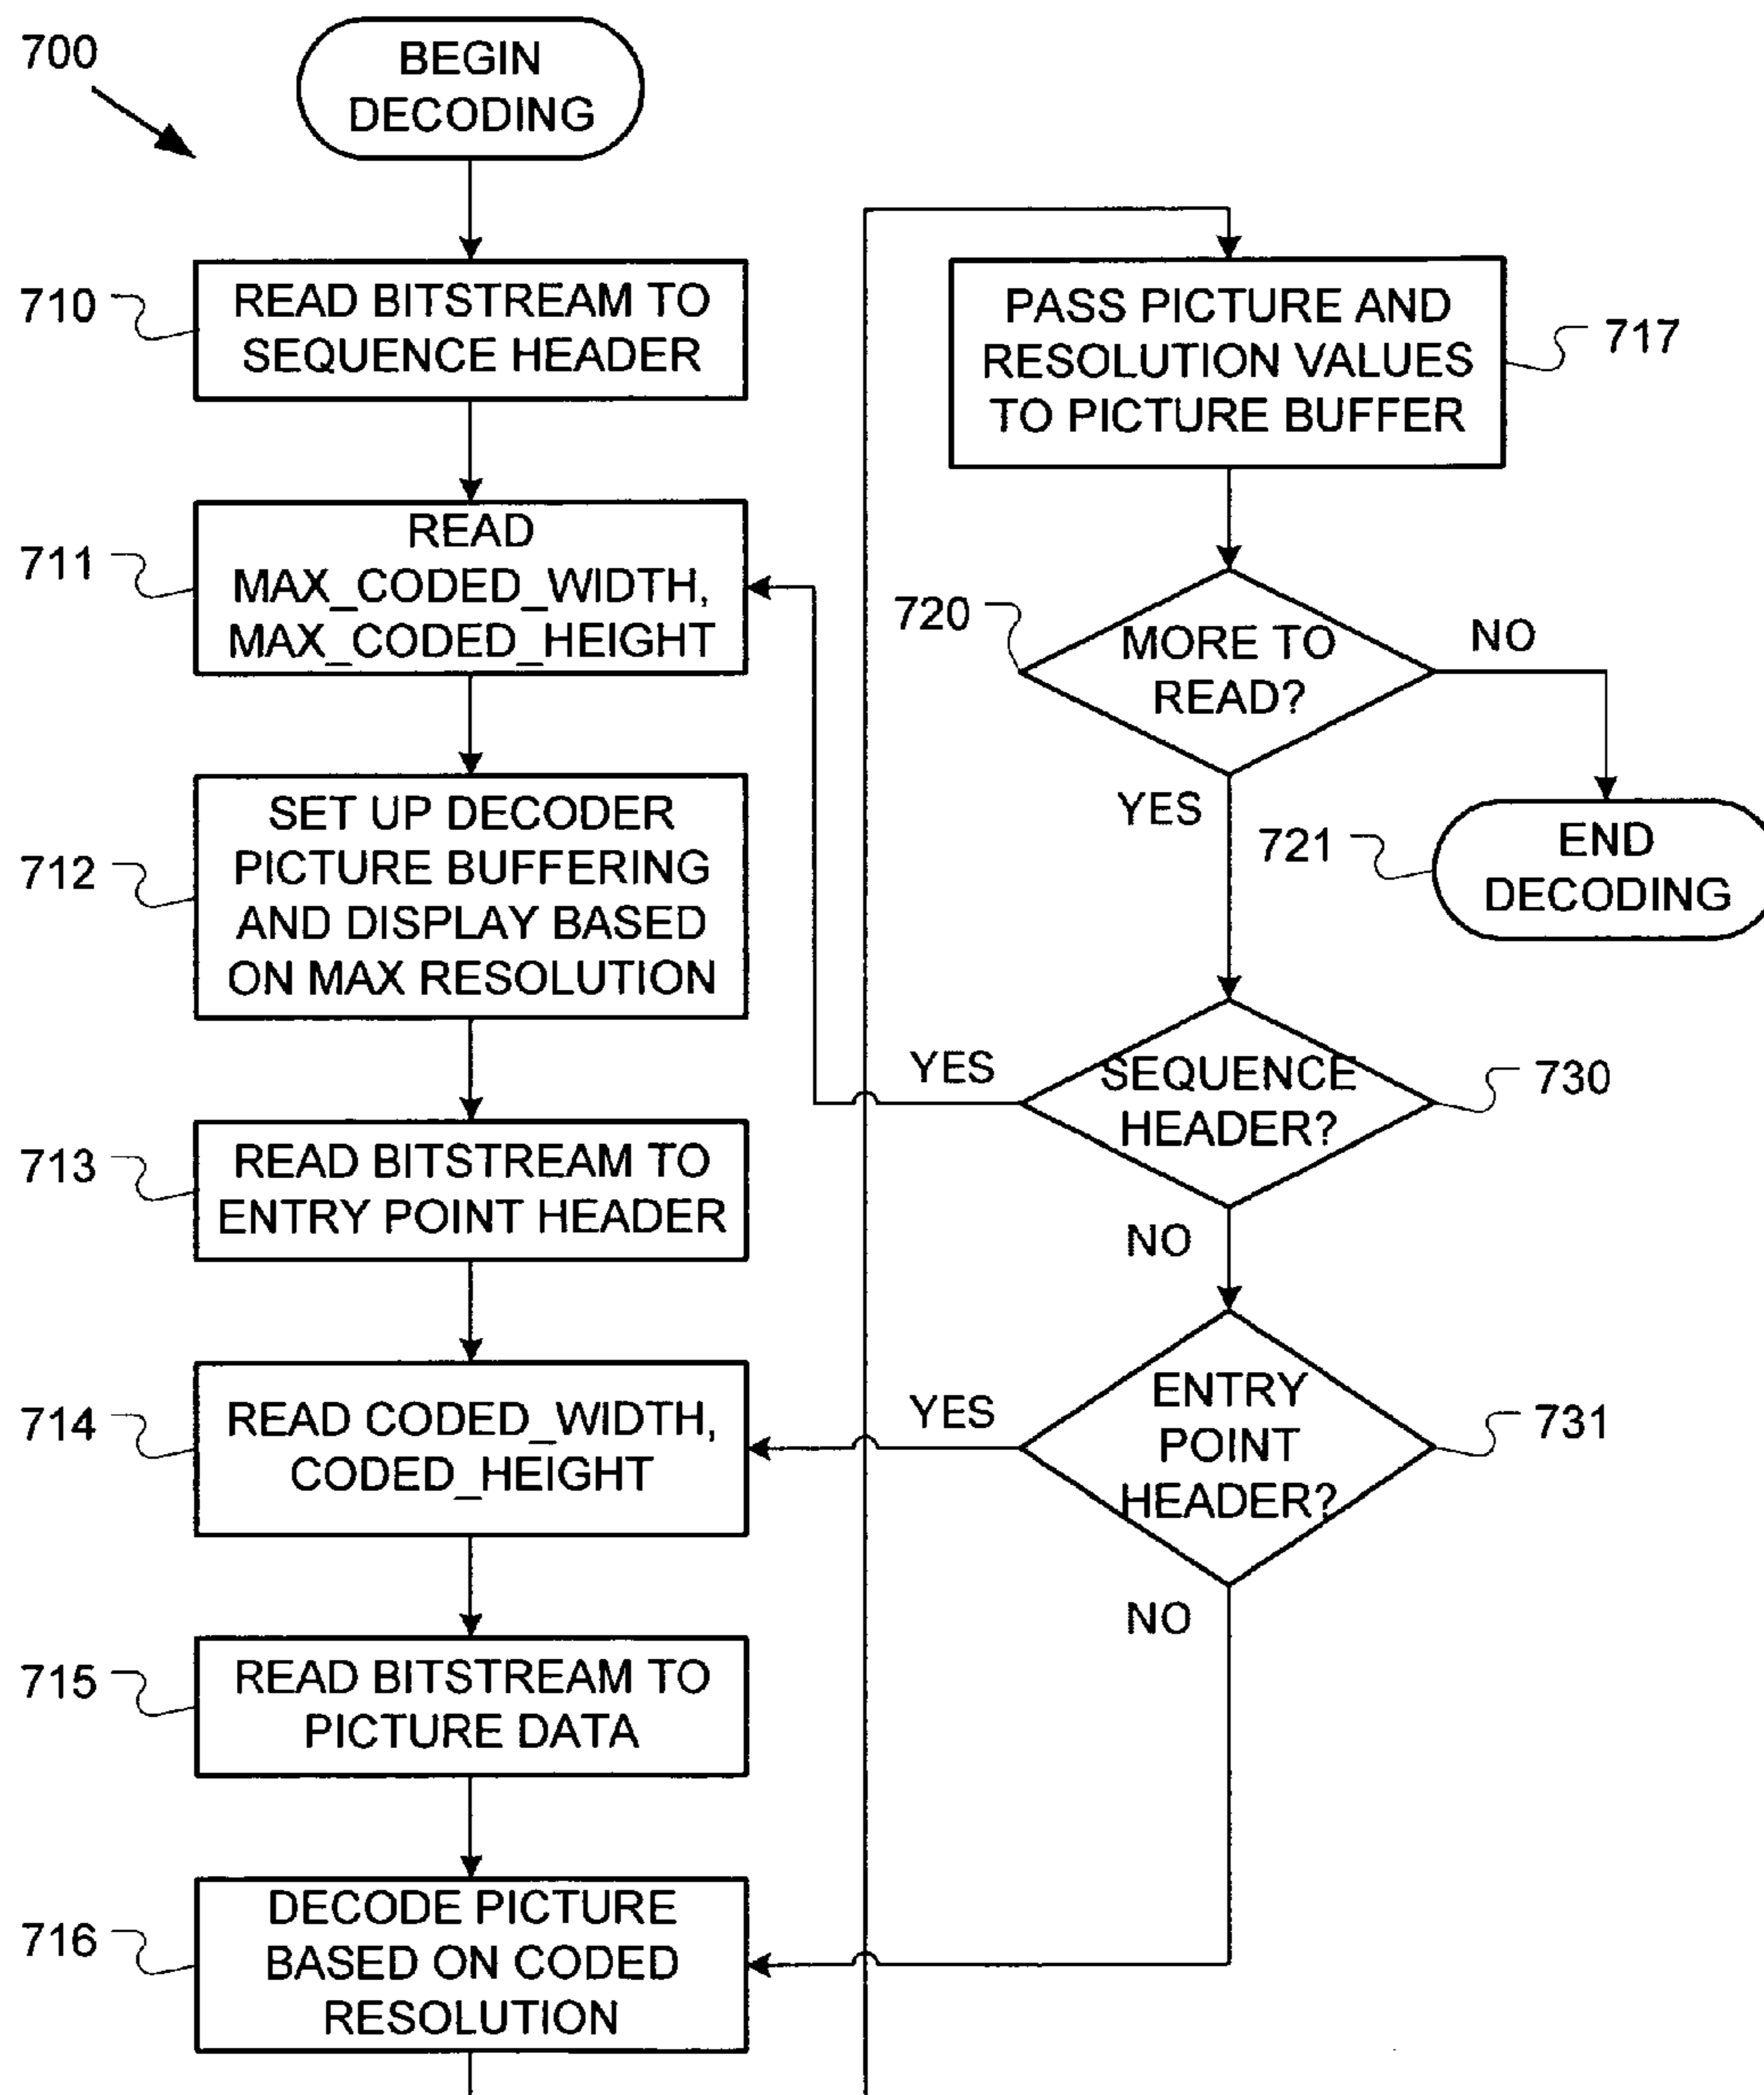 700
BEGIN
DECODING
710
READ BITSTREAM TO
SEQUENCE HEADER
711
READ
MAX_CODED_WIDTH,
MAX_CODED_HEIGHT
712
SET UP DECODER
PICTURE BUFFERING
AND DISPLAY BASED
ON MAX RESOLUTION
713
READ BITSTREAM TO
ENTRY POINT HEADER
714
READ CODED_WIDTH,
CODED_HEIGHT
715
READ BITSTREAM TO
PICTURE DATA
716
DECODE PICTURE
BASED ON CODED
RESOLUTION
PASS PICTURE AND
RESOLUTION VALUES
TO PICTURE BUFFER
717
720
MORE TO
READ?
NO
YES
721
END
DECODING
YES
SEQUENCE
HEADER?
730
NO
YES
ENTRY
POINT
HEADER?
731
NO